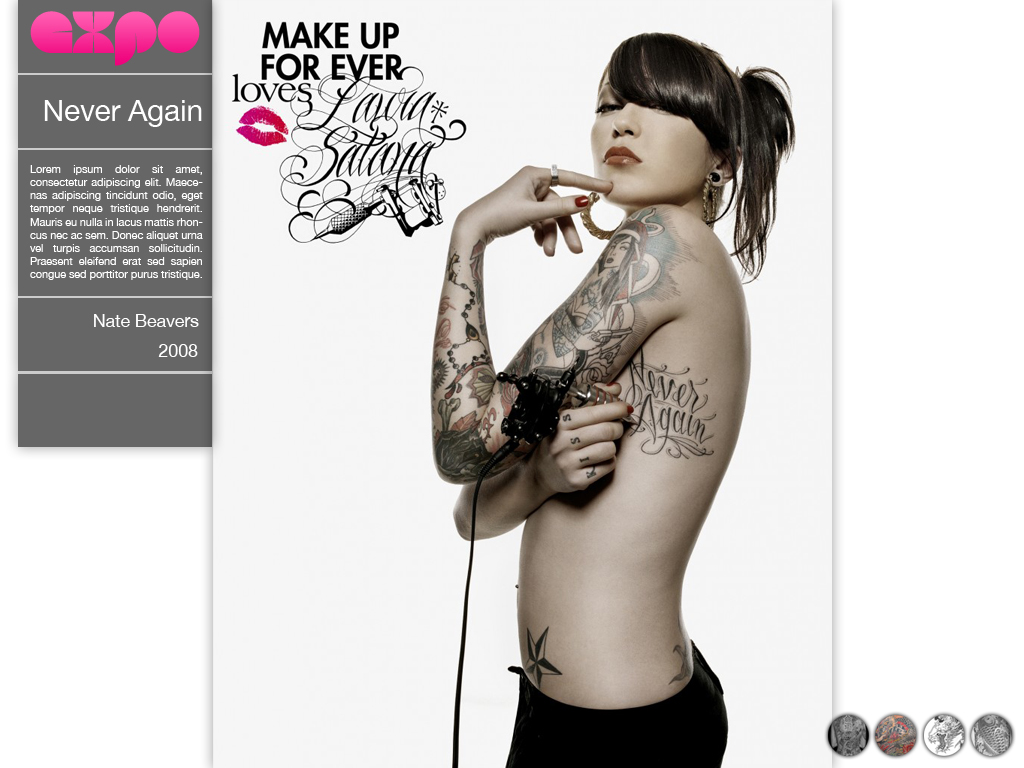 expo
Never Again
Lorem ipsum dolor sit amet,
consectetur adipiscing elit. Maece-
nas adipiscing tincidunt odio, eget
tempor neque tristique hendrerit.
Mauris eu nulla in lacus mattis rhon-
cus nec ac sem. Donec aliquet urna
vel turpis accumsan sollicitudin.
Praesent eleifend erat sed sapien
congue sed porttitor purus tristique.
Nate Beavers
2008
MAKE UP
FOR EVER
loves Lavia*
Satana
Never
Again
KISS